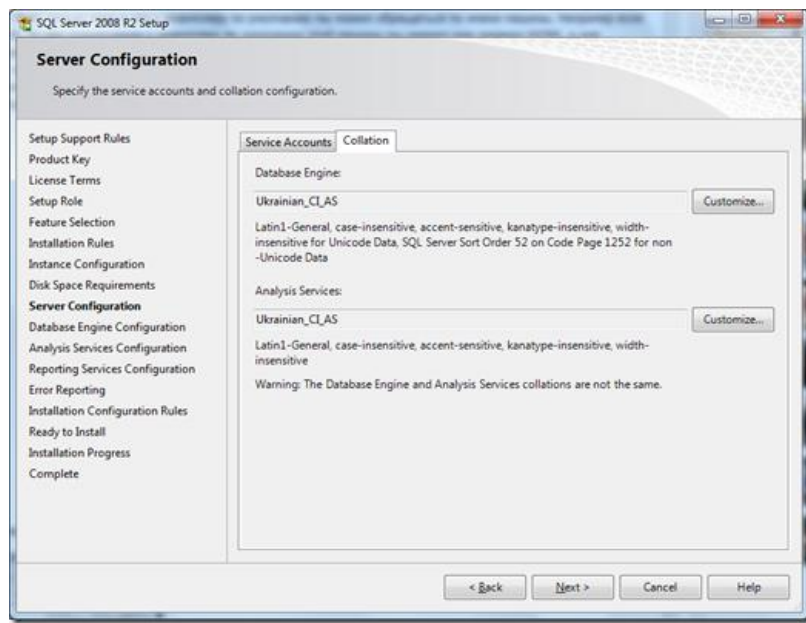 SQL Server 2008 R2 Setup
Server Configuration
Specify the service accounts and collation configuration.
Setup Support Rules
Product Key
License Terms
Setup Role
Feature Selection
Installation Rules
Instance Configuration
Disk Space Requirements
Server Configuration
Database Engine Configuration
Analysis Services Configuration
Reporting Services Configuration
Error Reporting
Installation Configuration Rules
Ready to Install
Installation Progress
Complete
Service Accounts
Collation
Database Engine:
Ukrainian_CI_AS
Customize...
Latin1-General, case-insensitive, accent-sensitive, kanatype-insensitive, width-
insensitive for Unicode Data, SQL Server Sort Order 52 on Code Page 1252 for non
-Unicode Data
Analysis Services:
Ukrainian_CI_AS
Customize...
Latin1-General, case-insensitive, accent-sensitive, kanatype-insensitive, width-
insensitive
Warning: The Database Engine and Analysis Services collations are not the same.
< Back
Next >
Cancel
Help